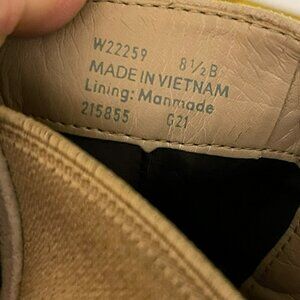 W22259 8½B
MADE IN VIETNAM
Lining: Manmade
215855 G21